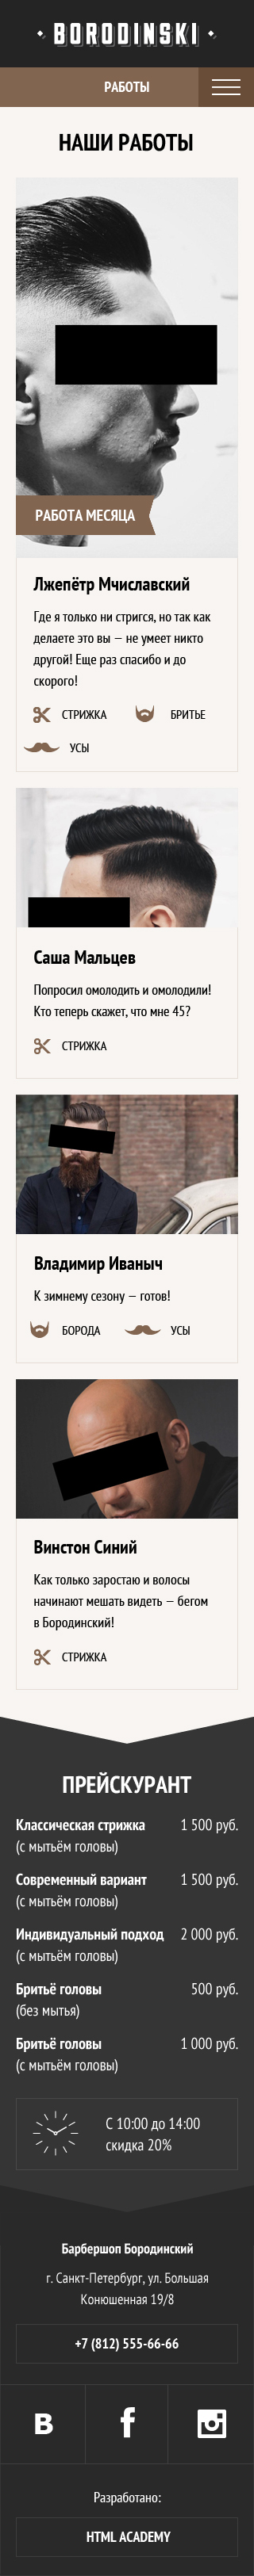 BORODINSKI
РАБОТЫ
НАШИ РАБОТЫ
РАБОТА МЕСЯЦА
Лжепётр Мчиславский
Где я только ни стригся, но так как
делаете это вы — не умеет никто
другой! Еще раз спасибо и до
скорого!
СТРИЖКА БРИТЬЕ
УСЫ
Саша Мальцев
Попросил омолодить и омолодили!
Кто теперь скажет, что мне 45?
СТРИЖКА
Владимир Иваныч
К зимнему сезону — готов!
БОРОДА УСЫ
Винстон Синий
Как только заростаю и волосы
начинают мешать видеть — бегом
в Бородинский!
СТРИЖКА
ПРЕЙСКУРАНТ
Классическая стрижка 1 500 руб.
(с мытьём головы)
Современный вариант 1 500 руб.
(с мытьём головы)
Индивидуальный подход 2 000 руб.
(с мытьём головы)
Бритьё головы 500 руб.
(без мытья)
Бритьё головы 1 000 руб.
(с мытьём головы)
С 10:00 до 14:00
скидка 20%
Барбершоп Бородинский
г. Санкт-Петербург, ул. Большая
Конюшенная 19/8
+7 (812) 555-66-66
Разработано:
HTML ACADEMY